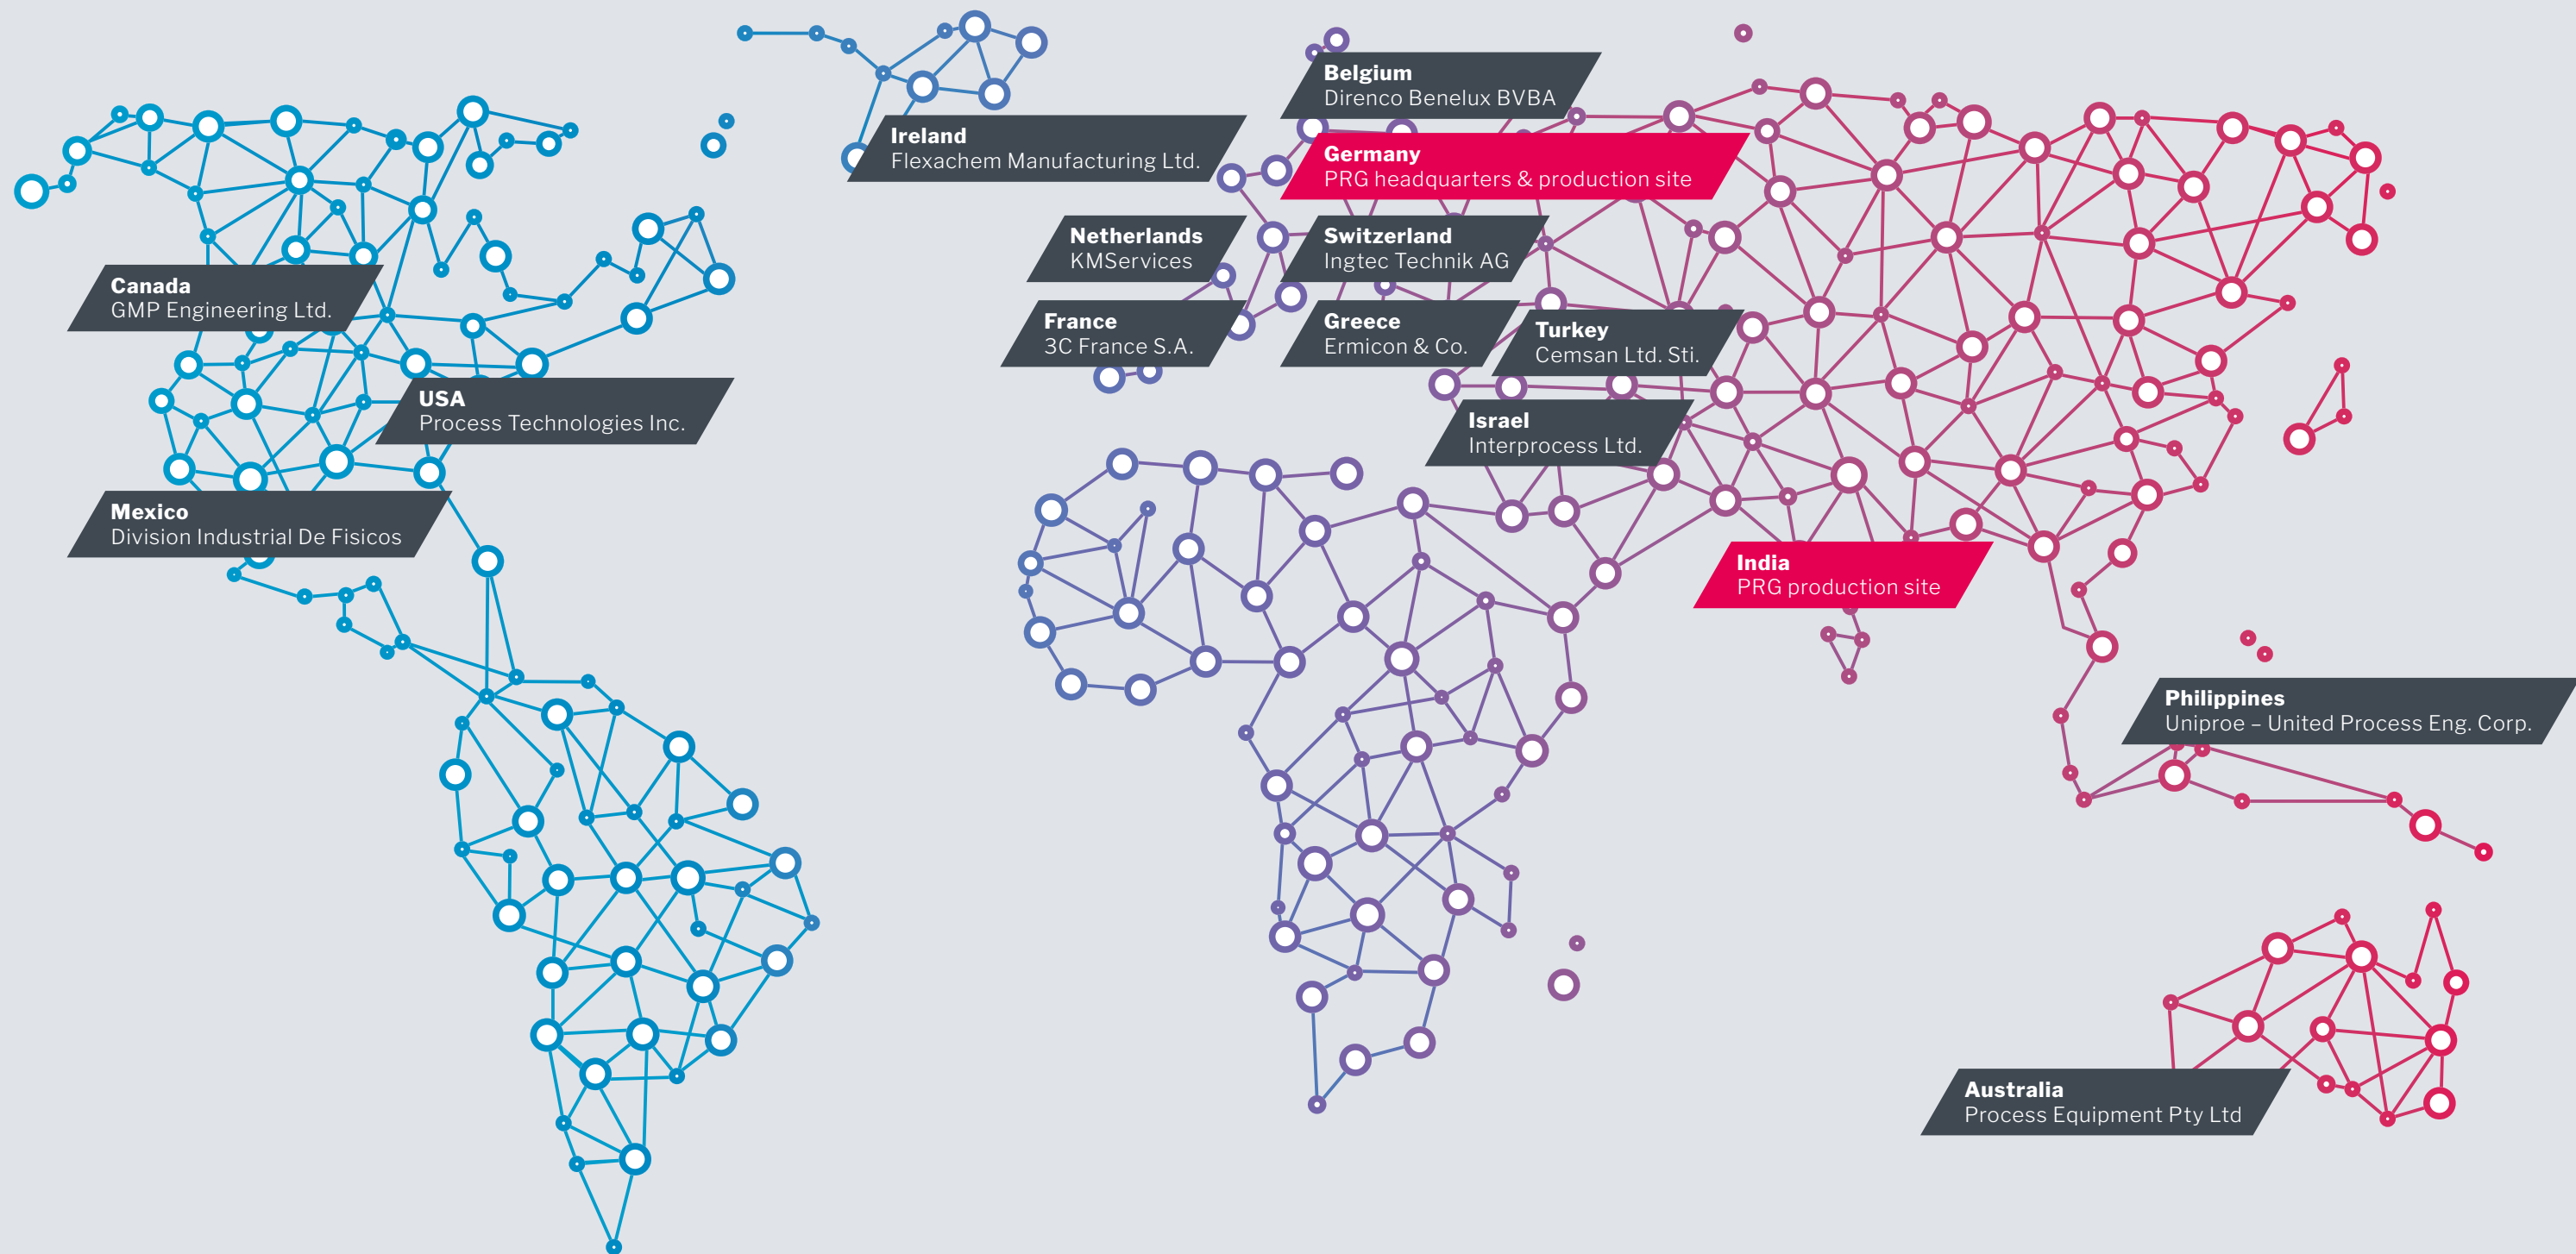 Belgium
Direnco Benelux BVBA
Ireland
Flexachem Manufacturing Ltd.
Germany
PRG headquarters & production site
Netherlands
KMServices
Switzerland
Ingtec Technik AG
Canada
GMP Engineering Ltd.
France
3C France S.A.
Greece
Ermicon & Co.
Turkey
Cemsan Ltd. Sti.
USA
Process Technologies Inc.
Israel
Interprocess Ltd.
Mexico
Division Industrial De Fisicos
India
PRG production site
Philippines
Uniproe – United Process Eng. Corp.
Australia
Process Equipment Pty Ltd